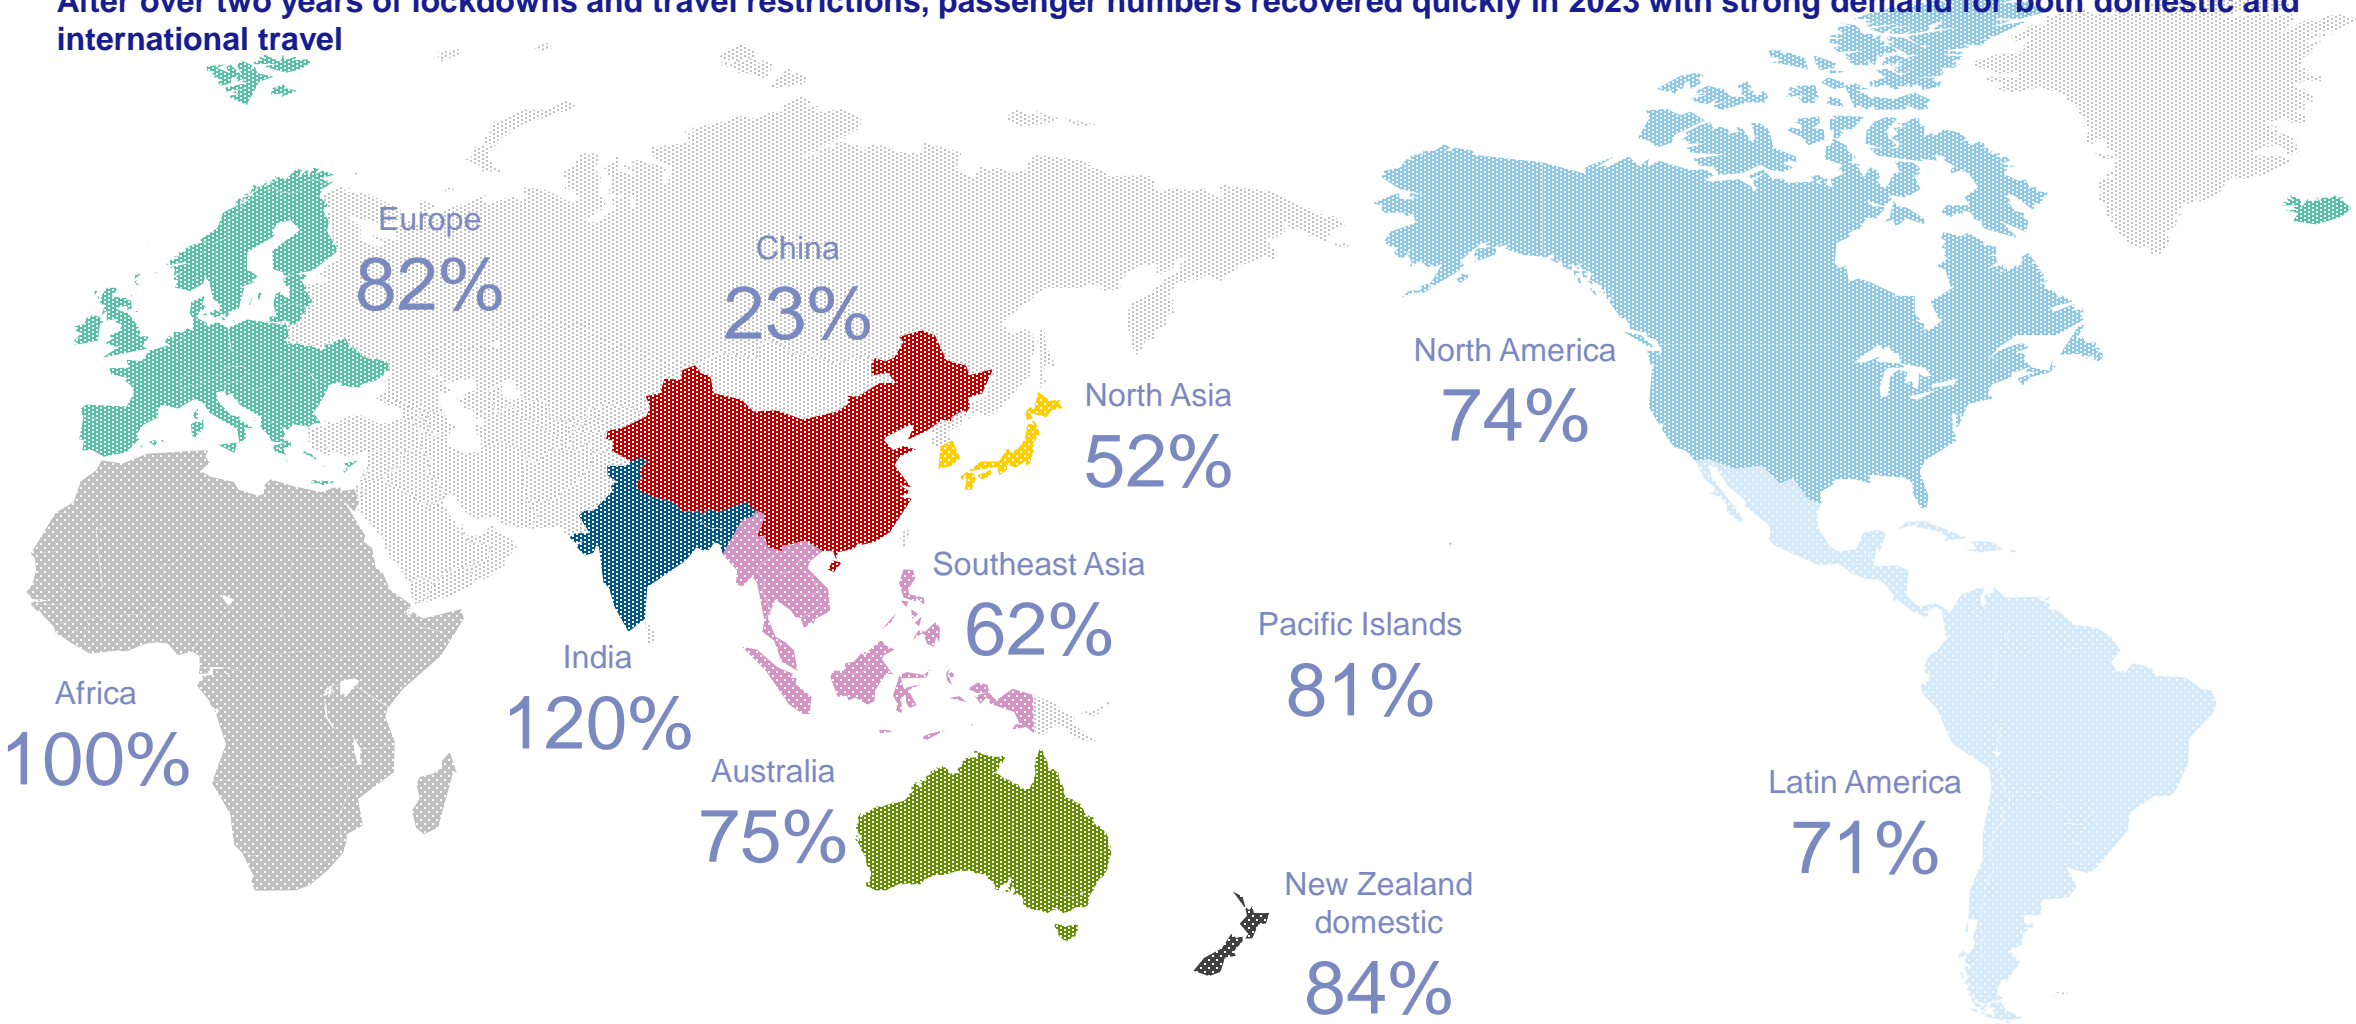 After over two years of lockdowns and travel restrictions, passenger numbers recovered quickly in 2023 with strong demand for both domestic and
international travel
Europe
82%
China
23%
North America
74%
North Asia
52%
Southeast Asia
62%
Pacific Islands
81%
India
120%
Africa
100%
Australia
75%
Latin America
71%
New Zealand
domestic
84%